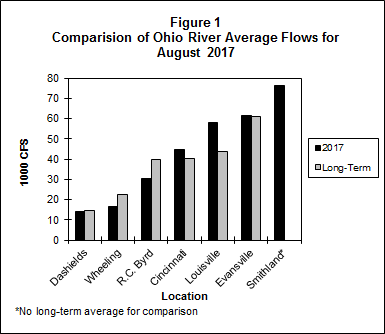 Figure 1
Comparision of Ohio River Average Flows for
August 2017
80
70
60
50
40
30
20
10
0
1000 CFS
Dashields
Wheeling
R.C. Byrd
Cincinnati
Louisville
Evansville
Smithland*
Location
2017
Long-Term
*No long-term average for comparison